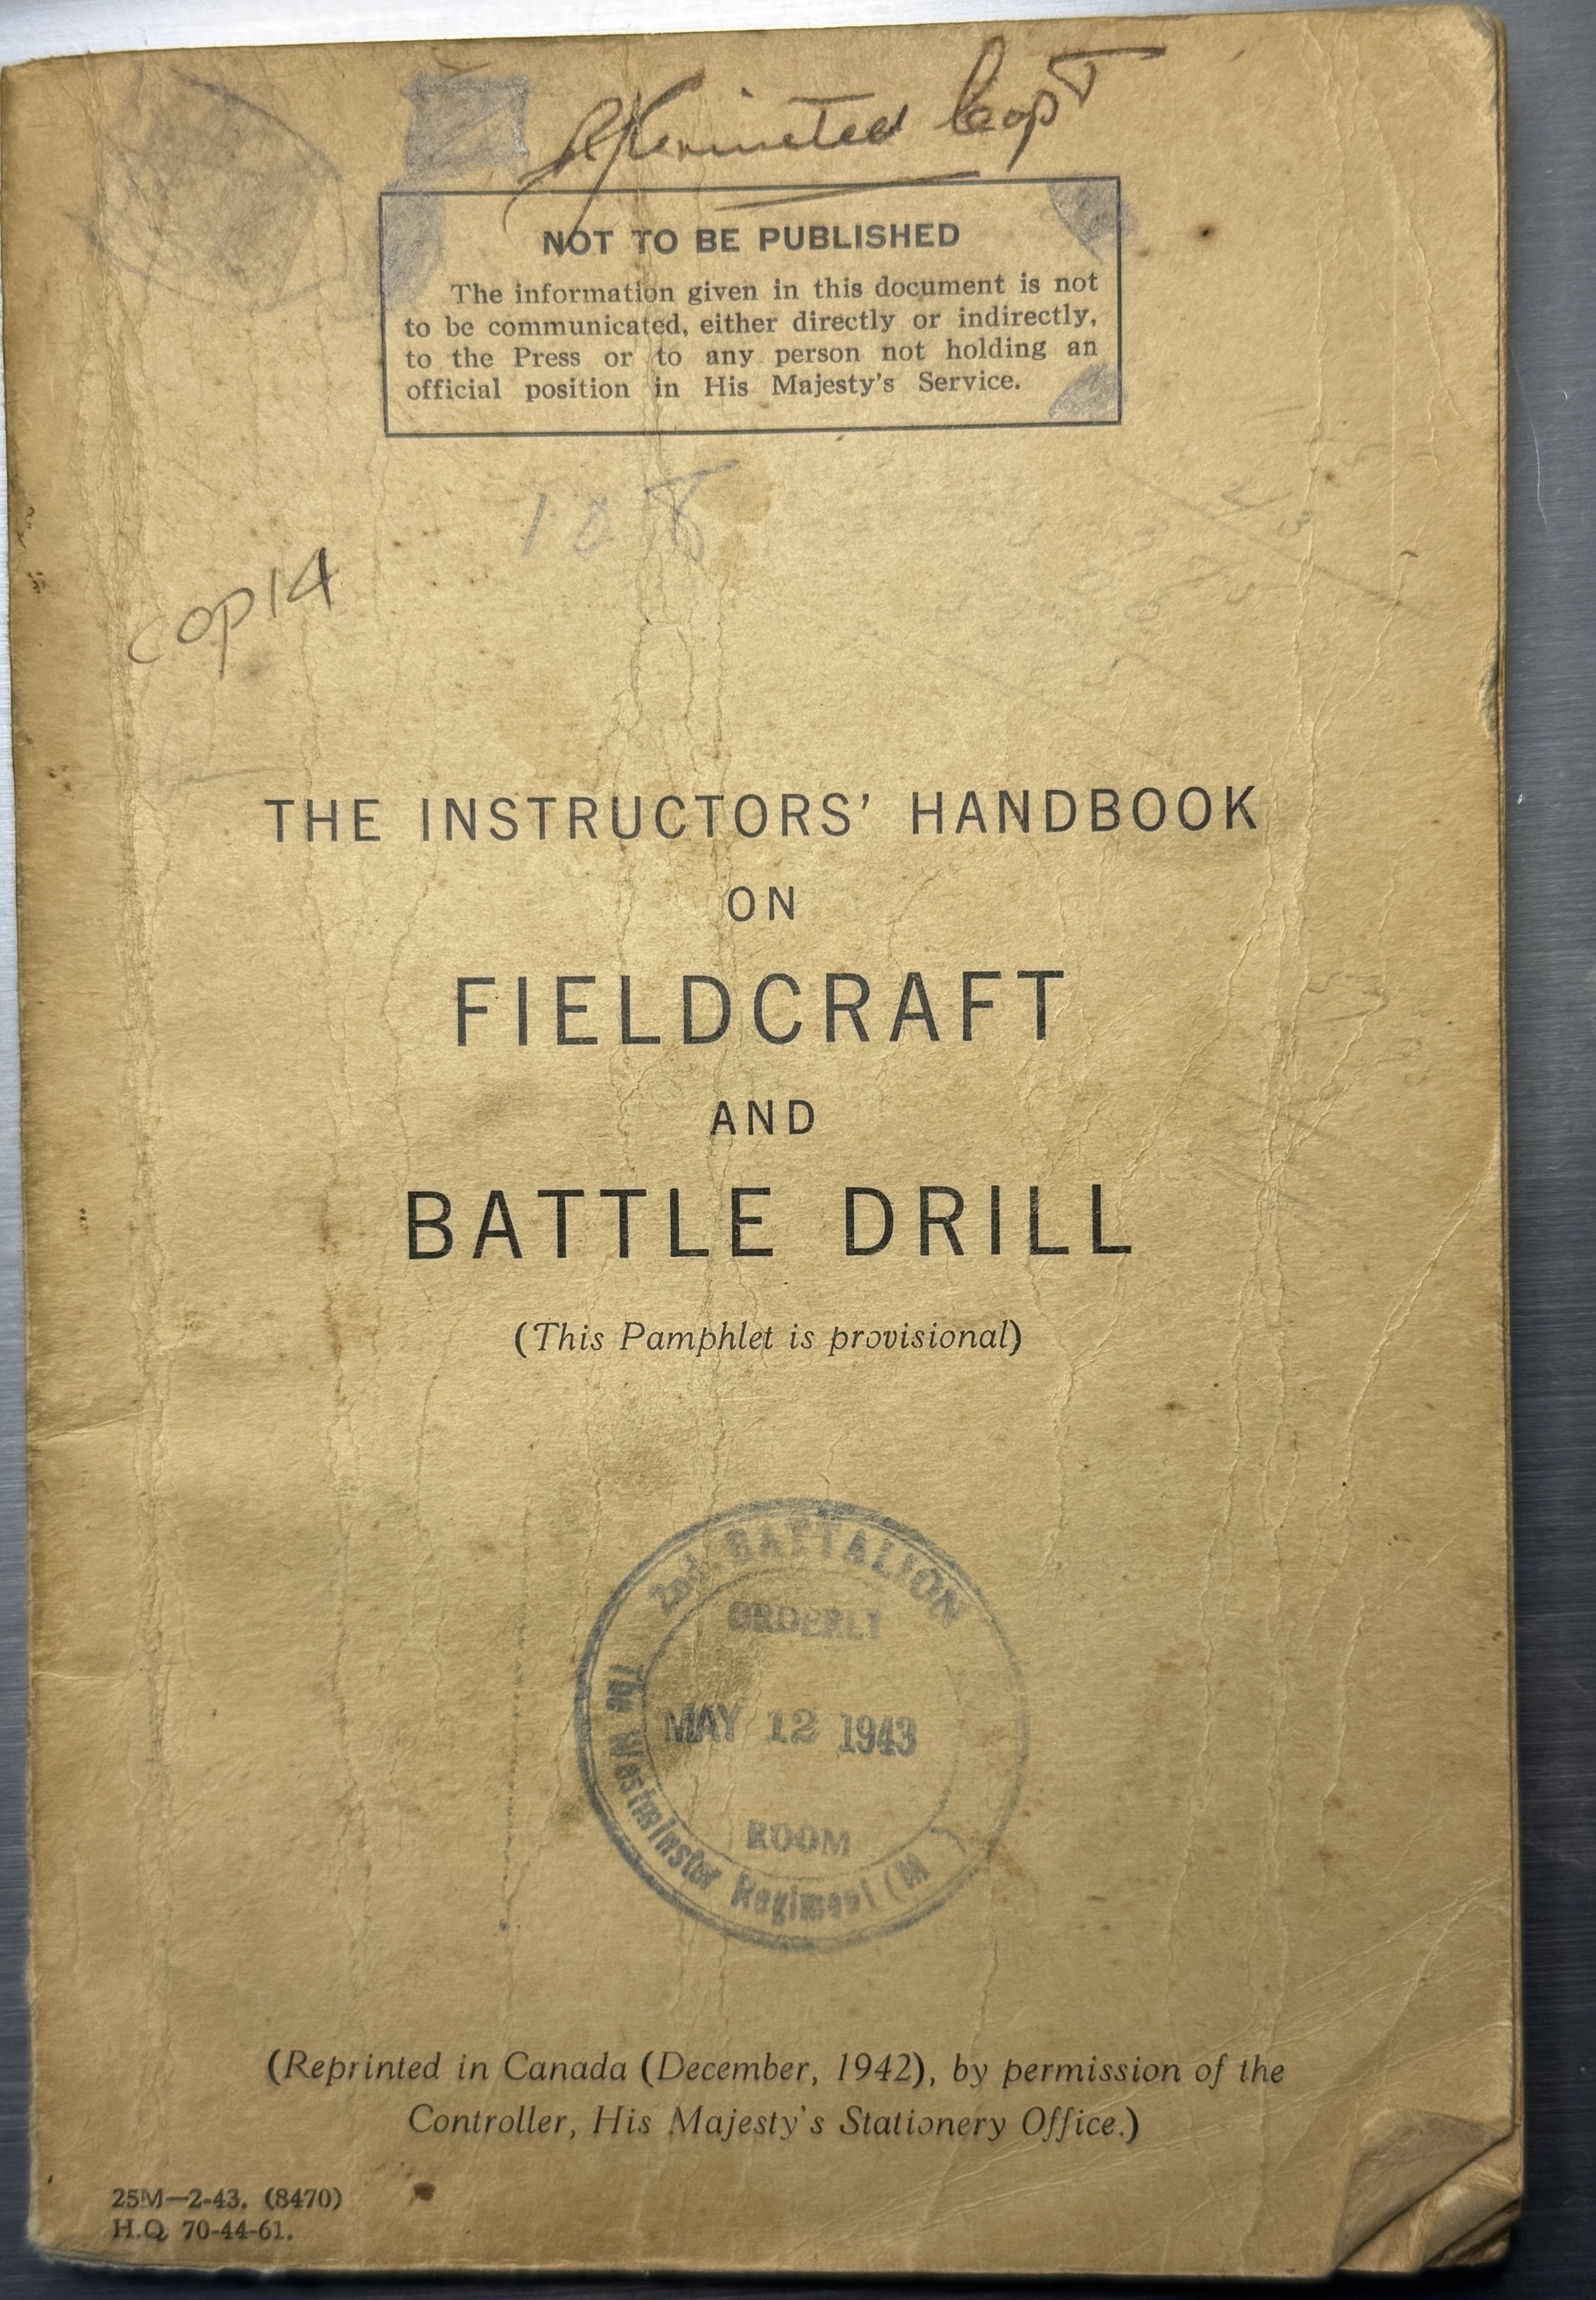 NOT TO BE PUBLISHED
The information given in this document is not
to be communicated, either directly or indirectly,
to the Press or to any person not holding an
official position in His Majesty's Service.
108
THE INSTRUCTORS' HANDBOOK
ON
FIELDCRAFT
AND
BATTLE DRILL
(This Pamphlet is provisional)
2nd BATTALION
ORDERLY
MAY 12 1943
ROOM
The Westminster Regiment (M )
(Reprinted in Canada (December, 1942), by permission of the
Controller, His Majesty's Stationery Office.)
25M—2-43. (8470)
H.Q. 70-44-61.